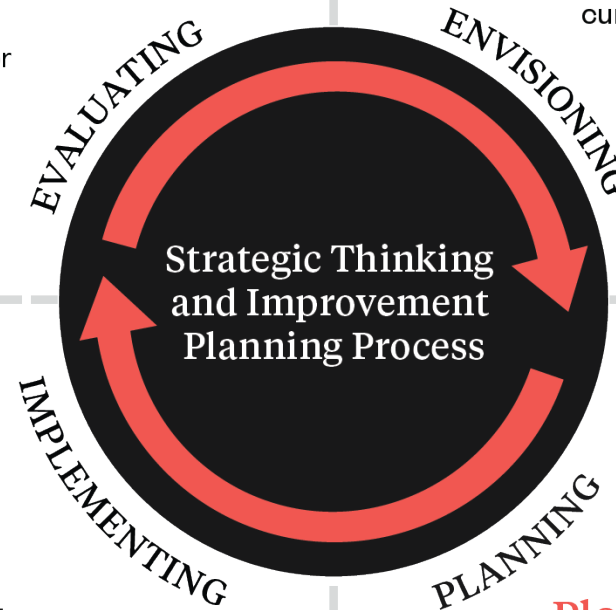 EVALUATING
ENVISIONING
Strategic Thinking
and Improvement
Planning Process
IMPLEMENTING
PLANNING